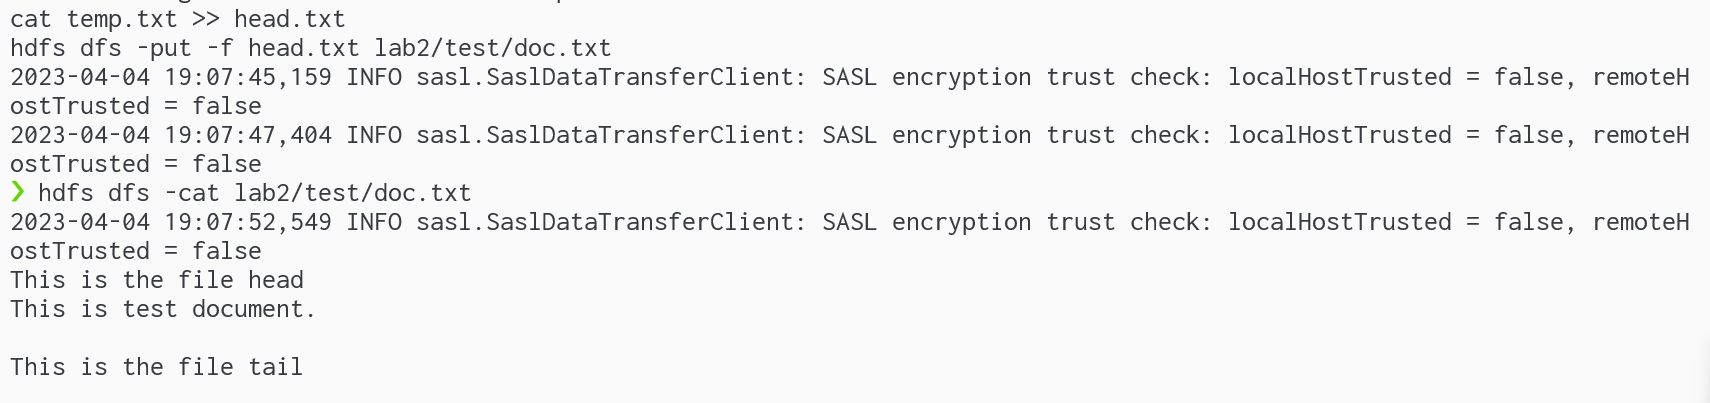 cat temp.txt >> head.txt
hdfs dfs -put -f head.txt lab2/test/doc.txt
2023-04-04 19:07:45,159 INFO sasl.SaslDataTransferClient: SASL encryption trust check: localHostTrusted = false, remoteH
ostTrusted = false
2023-04-04 19:07:47,404 INFO sasl.SaslDataTransferClient: SASL encryption trust check: localHostTrusted = false, remoteH
ostTrusted = false
❯ hdfs dfs -cat lab2/test/doc.txt
2023-04-04 19:07:52,549 INFO sasl.SaslDataTransferClient: SASL encryption trust check: localHostTrusted = false, remoteH
ostTrusted = false
This is the file head
This is test document.

This is the file tail